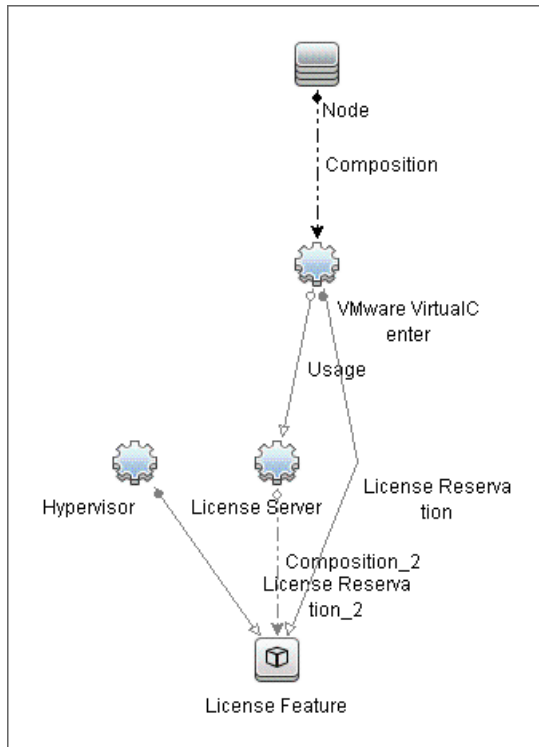 Node
Composition
VMware VirtualC
enter
Usage
Hypervisor
License Server
License Reserva
tion
Composition_2
License Reserva
tion_2
License Feature